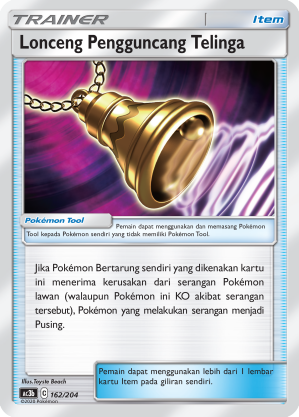 TRAINER
Item
Lonceng Pengguncang Telinga
Pokémon Tool
Pemain dapat menggunakan dan memasang Pokémon
Tool kepada Pokémon sendiri yang tidak memiliki Pokémon Tool.
Jika Pokémon Bertarung sendiri yang dikenakan kartu
ini menerima kerusakan dari serangan Pokémon
lawan (walaupun Pokémon ini KO akibat serangan
tersebut), Pokémon yang melakukan serangan menjadi
Pusing.
Pemain dapat menggunakan lebih dari 1 lembar
kartu Item pada giliran sendiri.
Illus. Toyste Beach
C 162/204
©2020 Pokémon